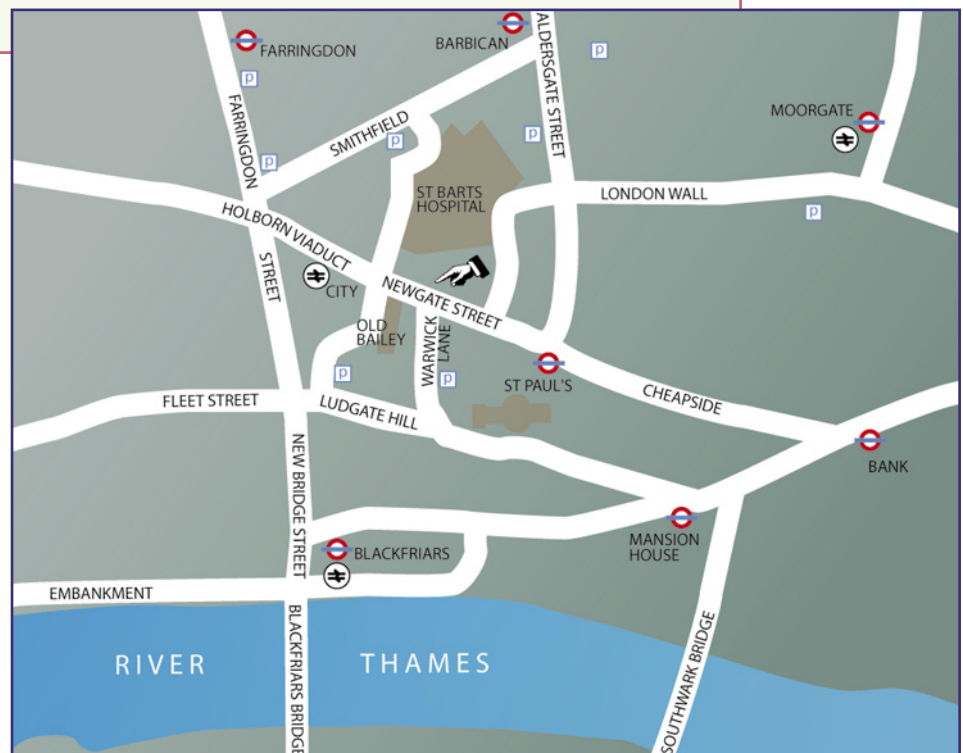 FARRINGDON
BARBICAN
ALDERSGATE STREET
P
P
FARRINGDON
SMITHFIELD
P
P
P
MOORGATE
ST BARTS
HOSPITAL
LONDON WALL
P
HOLBORN VIADUCT
STREET
CITY
NEWGATE STREET
OLD
BAILEY
WARWICK
LANE
P
P
ST PAUL'S
CHEAPSIDE
FLEET STREET
LUDGATE HILL
BANK
NEW BRIDGE STREET
MANSION
HOUSE
BLACKFRIARS
EMBANKMENT
BLACKFRIARS BRIDGE
RIVER THAMES
SOUTHWARK BRIDGE